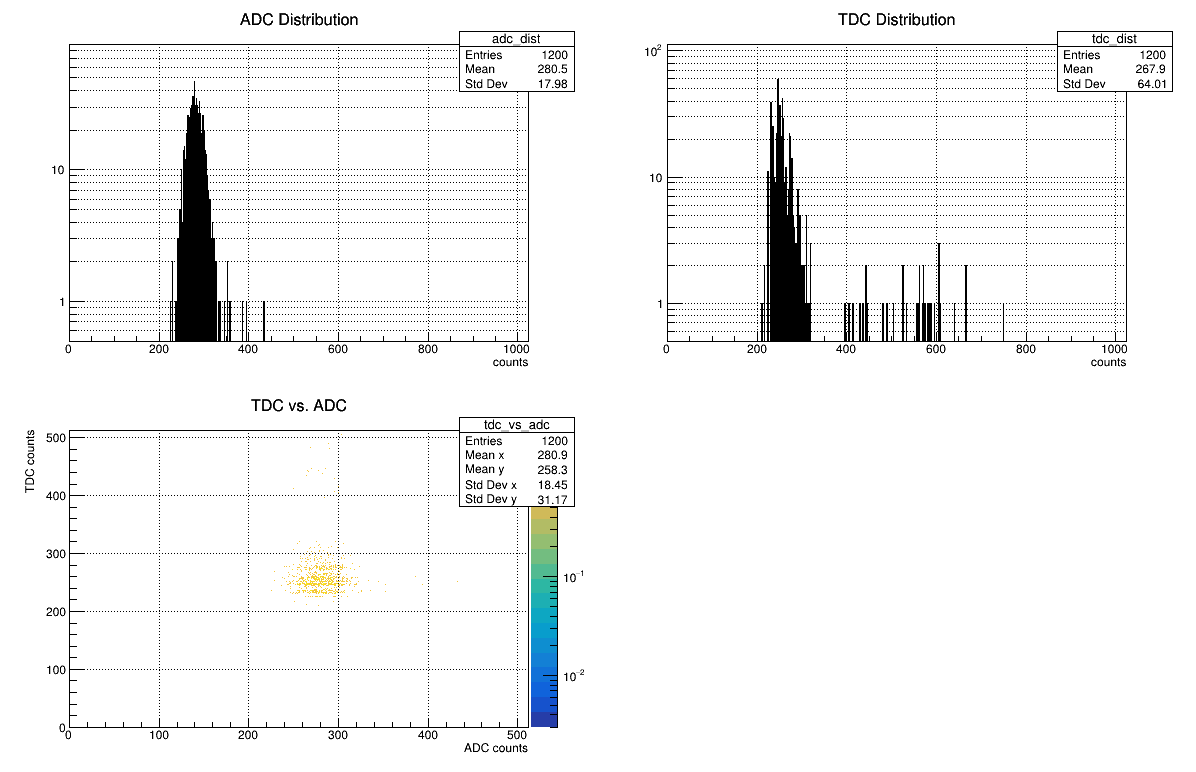 ADC Distribution
adc_dist
Entries 1200
Mean 280.5
Std Dev 17.98
10
1
0 200 400 600 800 1000
counts
TDC Distribution
tdc_dist
Entries 1200
Mean 267.9
Std Dev 64.01
10²
10
1
0 200 400 600 800 1000
counts
TDC vs. ADC
tdc_vs_adc
Entries 1200
Mean x 280.9
Mean y 258.3
Std Dev x 18.45
Std Dev y 31.17
TDC counts
500
400
300
200
100
0
0 100 200 300 400 500
ADC counts
10⁻¹
10⁻²